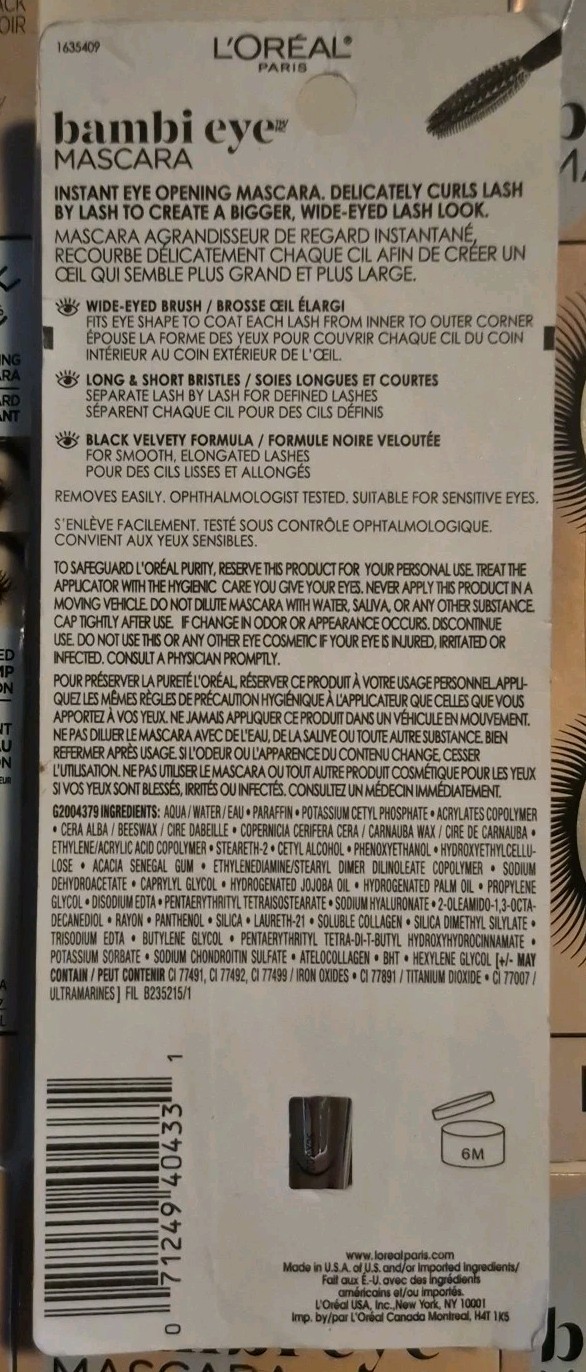 1635409
L'ORÉAL®
PARIS
bambi eye™
MASCARA
INSTANT EYE OPENING MASCARA. DELICATELY CURLS LASH
BY LASH TO CREATE A BIGGER, WIDE-EYED LASH LOOK.
MASCARA AGRANDISSEUR DE REGARD INSTANTANÉ,
RECOURBE DÉLICATEMENT CHAQUE CIL AFIN DE CRÉER UN
ŒIL QUI SEMBLE PLUS GRAND ET PLUS LARGE.
WIDE-EYED BRUSH / BROSSE ŒIL ÉLARGI
FITS EYE SHAPE TO COAT EACH LASH FROM INNER TO OUTER CORNER
ÉPOUSE LA FORME DES YEUX POUR COUVRIR CHAQUE CIL DU COIN
INTÉRIEUR AU COIN EXTÉRIEUR DE L'ŒIL.
LONG & SHORT BRISTLES / SOIES LONGUES ET COURTES
SEPARATE LASH BY LASH FOR DEFINED LASHES
SÉPARENT CHAQUE CIL POUR DES CILS DÉFINIS
BLACK VELVETY FORMULA / FORMULE NOIRE VELOUTÉE
FOR SMOOTH, ELONGATED LASHES
POUR DES CILS LISSES ET ALLONGÉS
REMOVES EASILY. OPHTHALMOLOGIST TESTED. SUITABLE FOR SENSITIVE EYES.
S'ENLÈVE FACILEMENT. TESTÉ SOUS CONTRÔLE OPHTALMOLOGIQUE.
CONVIENT AUX YEUX SENSIBLES.
TO SAFEGUARD L'ORÉAL PURITY, RESERVE THIS PRODUCT FOR YOUR PERSONAL USE. TREAT THE
APPLICATOR WITH THE HYGIENIC CARE YOU GIVE YOUR EYES. NEVER APPLY THIS PRODUCT IN A
MOVING VEHICLE. DO NOT DILUTE MASCARA WITH WATER, SALIVA, OR ANY OTHER SUBSTANCE.
CAP TIGHTLY AFTER USE. IF CHANGE IN ODOR OR APPEARANCE OCCURS. DISCONTINUE
USE. DO NOT USE THIS OR ANY OTHER EYE COSMETIC IF YOUR EYE IS INJURED, IRRITATED OR
INFECTED. CONSULT A PHYSICIAN PROMPTLY.
POUR PRÉSERVER LA PURETÉ L'ORÉAL, RÉSERVER CE PRODUIT À VOTRE USAGE PERSONNEL.APPLI-
QUEZ LES MÊMES RÈGLES DE PRÉCAUTION HYGIÉNIQUE À L'APPLICATEUR QUE CELLES QUE VOUS
APPORTEZ À VOS YEUX. NE JAMAIS APPLIQUER CE PRODUIT DANS UN VÉHICULE EN MOUVEMENT.
NE PAS DILUER LE MASCARA AVEC DE L'EAU, DE LA SALIVE OU TOUTE AUTRE SUBSTANCE. BIEN
REFERMER APRÈS USAGE. SI L'ODEUR OU L'APPARENCE DU CONTENU CHANGE, CESSER
L'UTILISATION. NE PAS UTILISER LE MASCARA OU TOUT AUTRE PRODUIT COSMÉTIQUE POUR LES YEUX
SI VOS YEUX SONT BLESSÉS, IRRITÉS OU INFECTÉS. CONSULTEZ UN MÉDECIN IMMÉDIATEMENT.
G2004379 INGREDIENTS: AQUA / WATER / EAU • PARAFFIN • POTASSIUM CETYL PHOSPHATE • ACRYLATES COPOLYMER
• CERA ALBA / BEESWAX / CIRE DABEILLE • COPERNICIA CERIFERA CERA / CARNAUBA WAX / CIRE DE CARNAUBA •
ETHYLENE/ACRYLIC ACID COPOLYMER • STEARETH-2 • CETYL ALCOHOL • PHENOXYETHANOL • HYDROXYETHYLCELLU-
LOSE • ACACIA SENEGAL GUM • ETHYLENEDIAMINE/STEARYL DIMER DILINOLEATE COPOLYMER • SODIUM
DEHYDROACETATE • CAPRYLYL GLYCOL • HYDROGENATED JOJOBA OIL • HYDROGENATED PALM OIL • PROPYLENE
GLYCOL • DISODIUM EDTA • PENTAERYTHRITYL TETRAISOSTEARATE • SODIUM HYALURONATE • 2-OLEAMIDO-1,3-OCTA-
DECANEDIOL • RAYON • PANTHENOL • SILICA • LAURETH-21 • SOLUBLE COLLAGEN • SILICA DIMETHYL SILYLATE •
TRISODIUM EDTA • BUTYLENE GLYCOL • PENTAERYTHRITYL TETRA-DI-T-BUTYL HYDROXYHYDROCINNAMATE •
POTASSIUM SORBATE • SODIUM CHONDROITIN SULFATE • ATELOCOLLAGEN • BHT • HEXYLENE GLYCOL [+/- MAY
CONTAIN / PEUT CONTENIR CI 77491, CI 77492, CI 77499 / IRON OXIDES • CI 77891 / TITANIUM DIOXIDE • CI 77007 /
ULTRAMARINES ] FIL B235215/1
0 71249 40433 1
6M
www.lorealparis.com
Made in U.S.A. of U.S. and/or Imported Ingredients/
Fait aux É.-U. avec des ingrédients
américains et/ou importés.
L'Oréal USA, Inc.,New York, NY 10001
Imp. by/par L'Oréal Canada Montreal, H4T 1K5
MASCARA